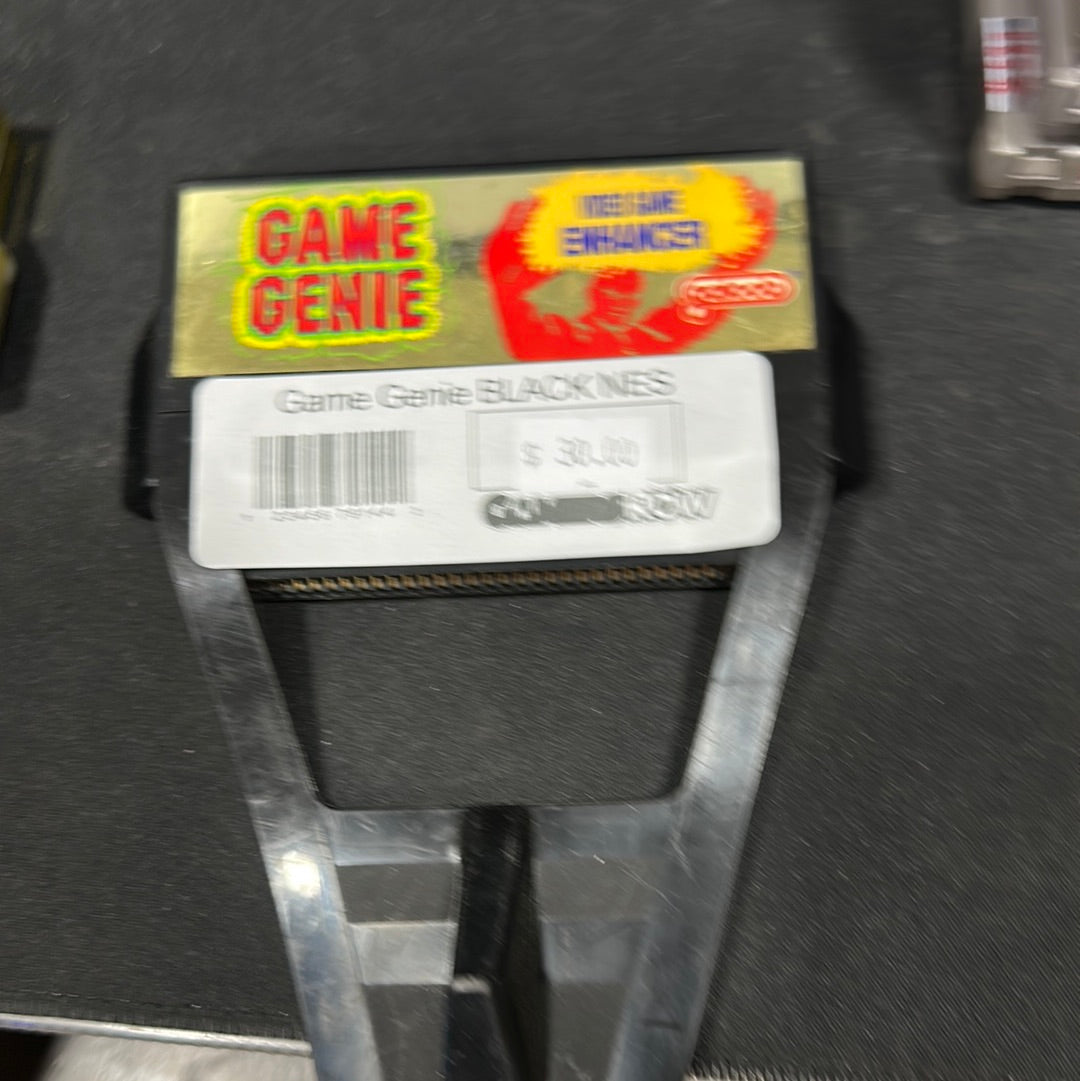 GAME
GENIE
VIDEO GAME
ENHANCER
Game Genie BLACK NES
$ 30.00